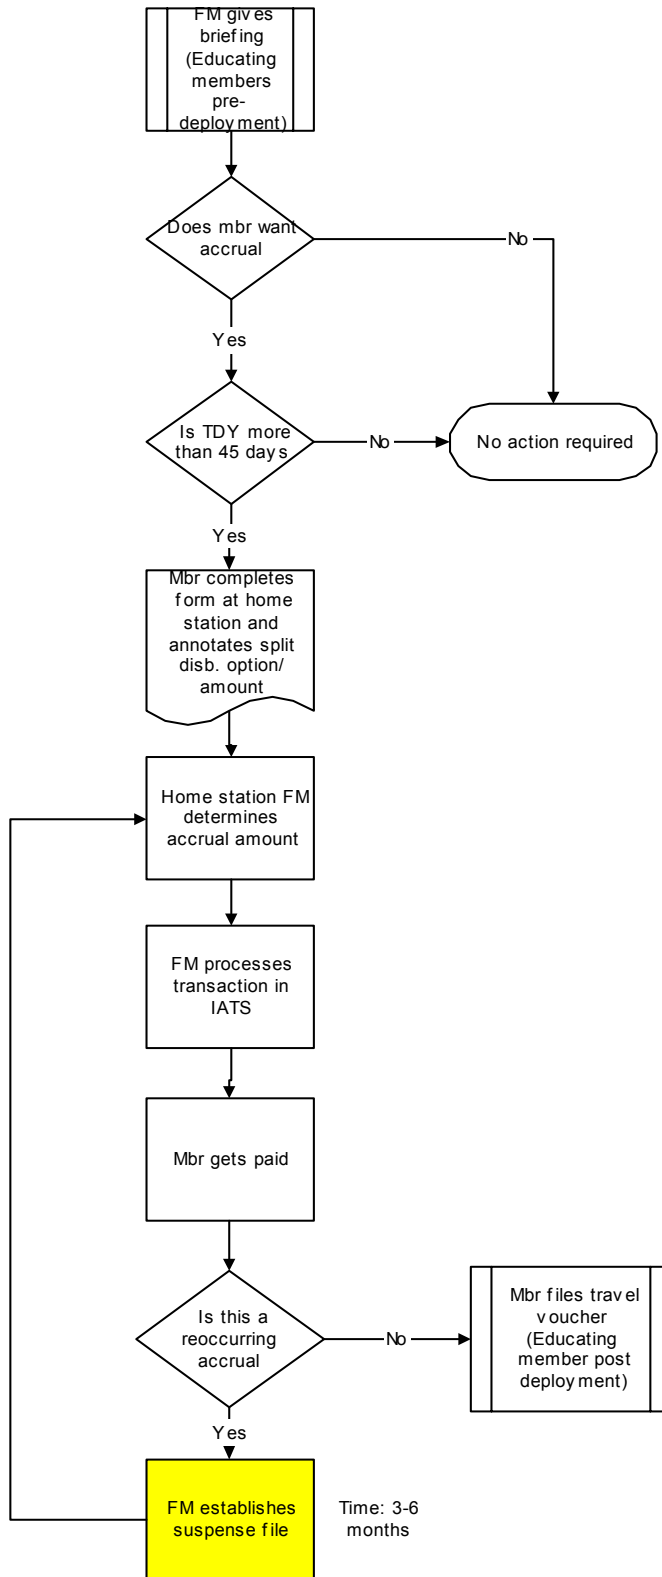 FM gives
briefing
(Educating
members
pre-
deployment)
Does mbr want
accrual
No
Yes
Is TDY more
than 45 days
No
No action required
Yes
Mbr completes
form at home
station and
annotates split
disb. option/
amount
Home station FM
determines
accrual amount
FM processes
transaction in
IATS
Mbr gets paid
Is this a
reoccurring
accrual
No
Mbr files travel
voucher
(Educating
member post
deployment)
Yes
FM establishes
suspense file
Time: 3-6
months